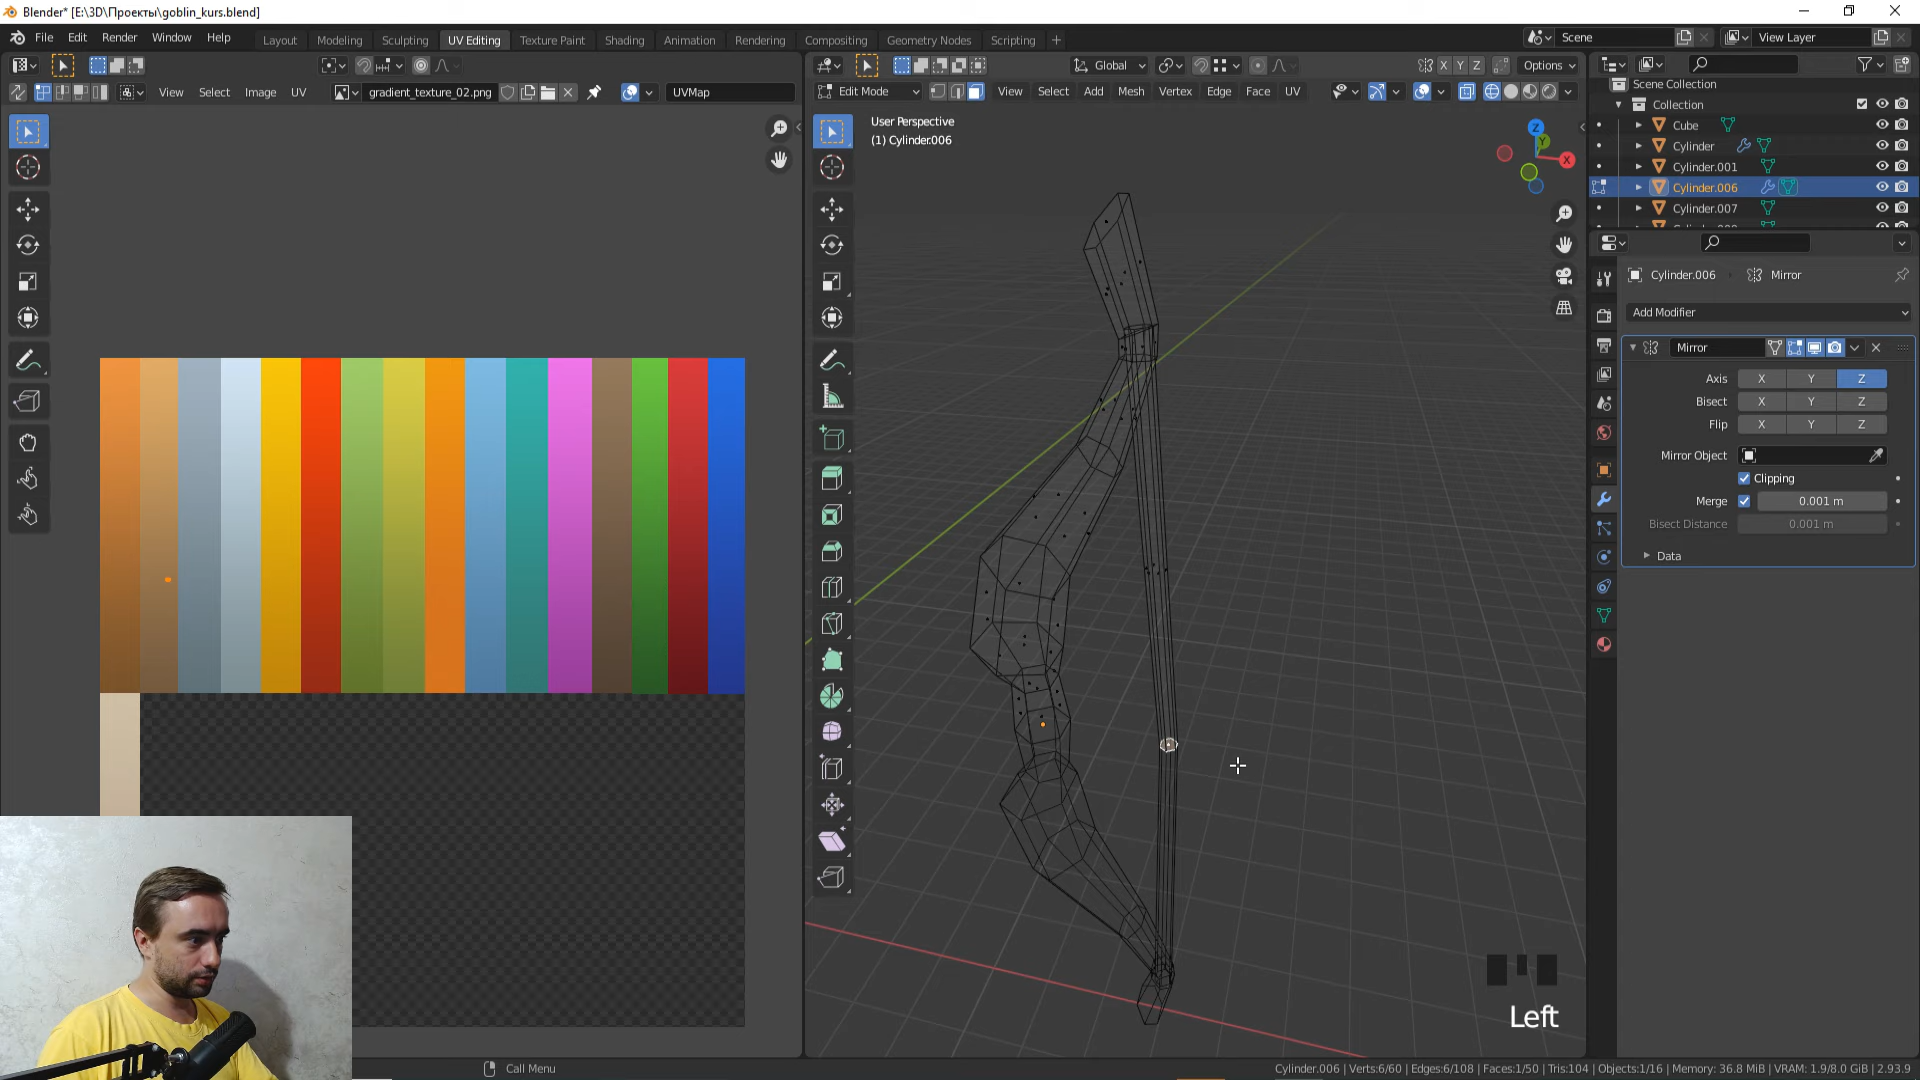 Blender* [E:\3D\Проекты\goblin_kurs.blend]
File Edit Render Window Help
Layout Modeling Sculpting UV Editing Texture Paint Shading Animation Rendering Compositing Geometry Nodes Scripting +
Scene
View Layer
Global
X Y Z
Options
View Select Image UV
gradient_texture_02.png
UVMap
Edit Mode
View Select Add Mesh Vertex Edge Face UV
User Perspective
(1) Cylinder.006
Z
Y
X
Scene Collection
Collection
Cube
Cylinder
Cylinder.001
Cylinder.006
Cylinder.007
Cylinder.006
Mirror
Add Modifier
Mirror
Axis X Y Z
Bisect X Y Z
Flip X Y Z
Mirror Object
Clipping
Merge 0.001 m
Bisect Distance 0.001 m
Data
Left
Call Menu
Cylinder.006 | Verts:6/60 | Edges:6/108 | Faces:1/50 | Tris:104 | Objects:1/16 | Memory: 36.8 MiB | VRAM: 1.9/8.0 GiB | 2.93.9